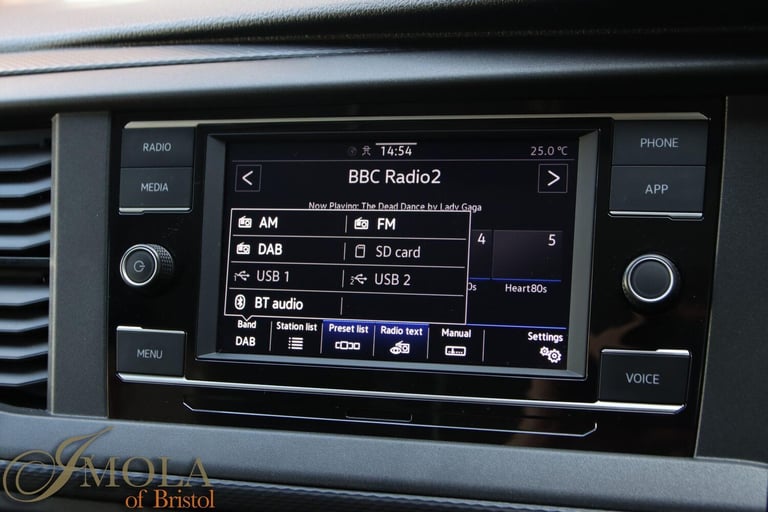 RADIO
MEDIA
MENU
14:54
25.0 °C
<
BBC Radio2
>
Now Playing: The Dead Dance by Lady Gaga
AM
FM
DAB
SD card
1 USB 1
2 USB 2
BT audio
4
5
0s
Heart80s
Band
DAB
Station list
Preset list
Radio text
Manual
Settings
PHONE
APP
VOICE
IMOLA
of Bristol